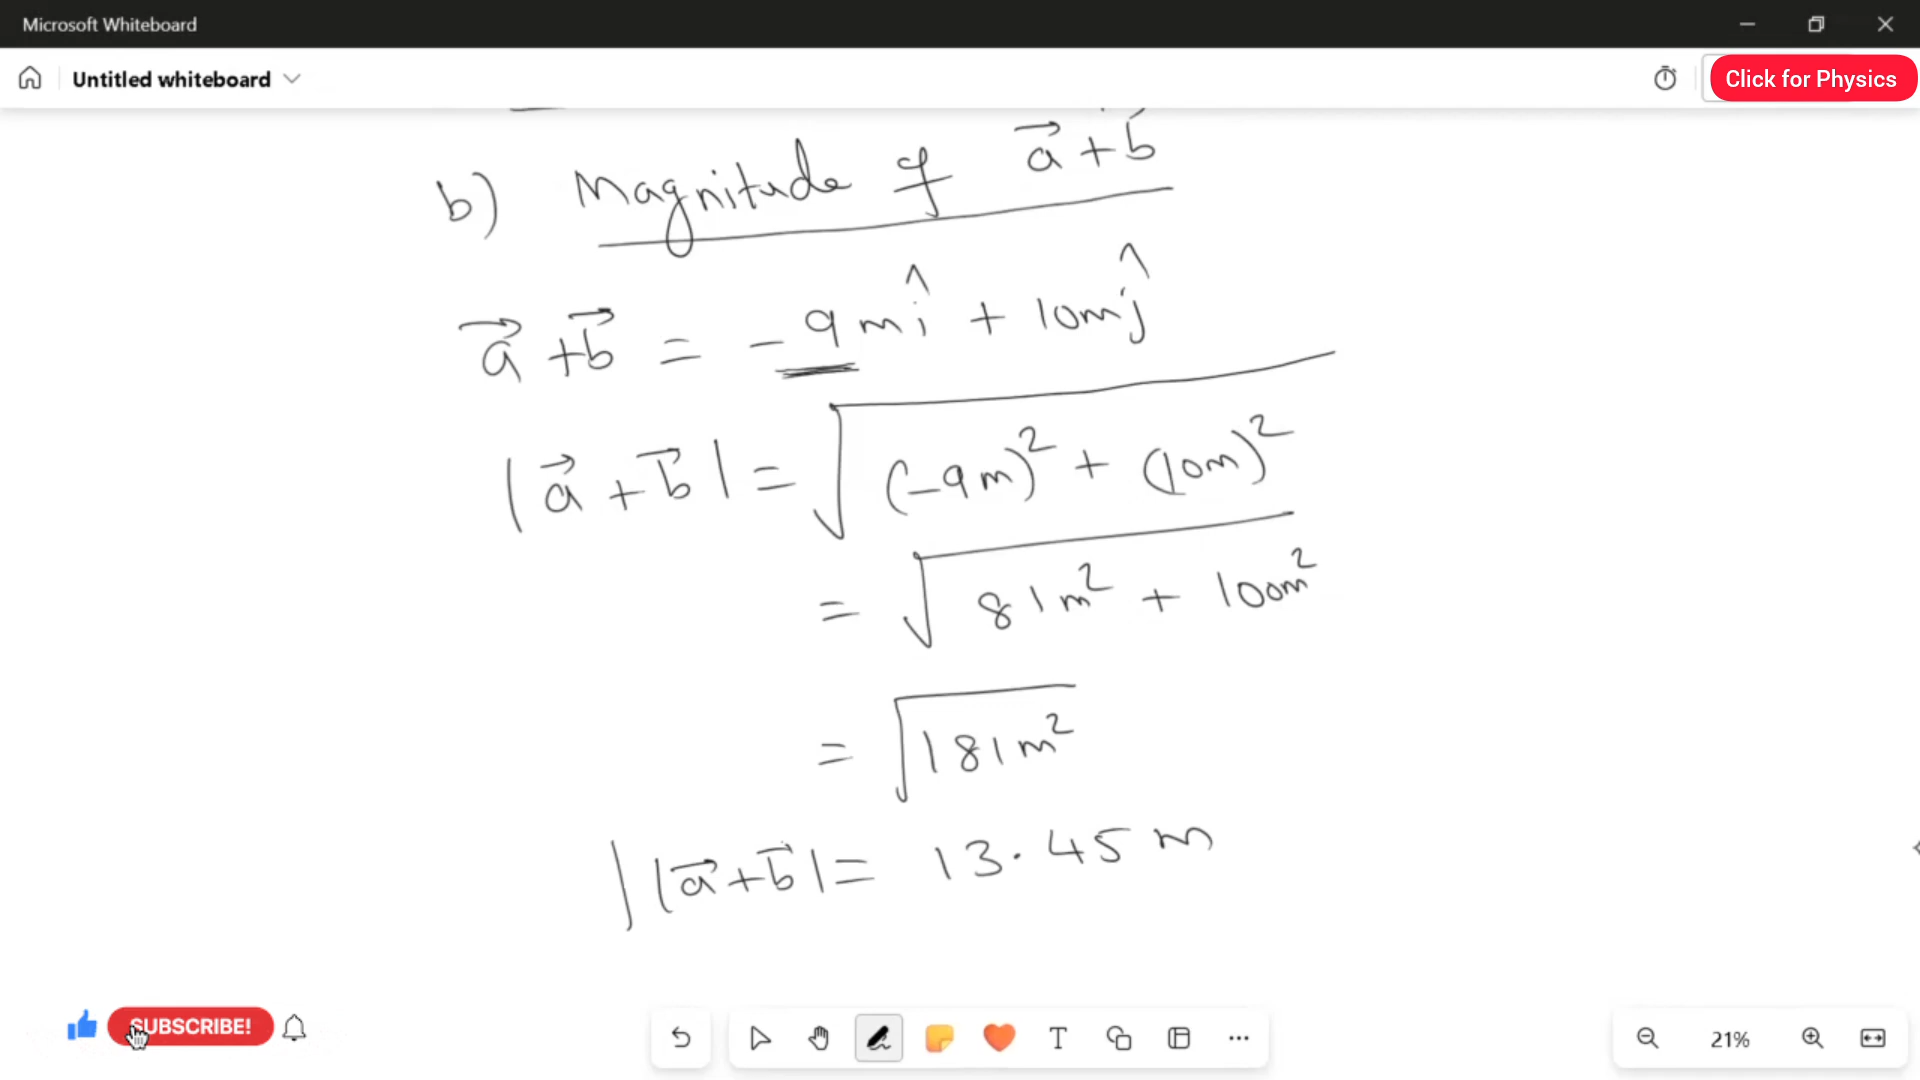 Microsoft Whiteboard
Untitled whiteboard
Click for Physics
b) Magnitude of a⃗ + b⃗
a⃗ + b⃗ = -9m î + 10m ĵ
|a⃗ + b⃗| = √((-9m)² + (10m)²)
= √(81m² + 100m²)
= √(181m²)
|a⃗ + b⃗| = 13.45 m
SUBSCRIBE!
T
21%